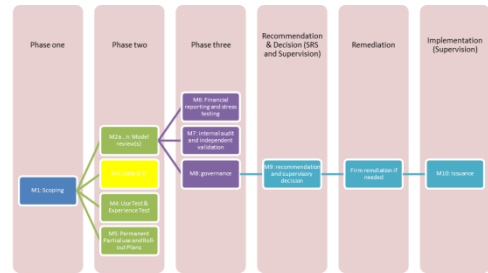 Phase one
Phase two
Phase three
Recommendation
& Decision (SRS
and Supervision)
Remediation
Implementation
(Supervision)
M1: Scoping
M2a...n: Model
review(s)
M4: Use Test &
Experience Test
M5: Permanent
Partial use and Roll-
out Plans
M6: Financial
reporting and stress
testing
M7: internal audit
and independent
validation
M8: governance
M9: recommendation
and supervisory
decision
Firm remediation if
needed
M10: Issuance